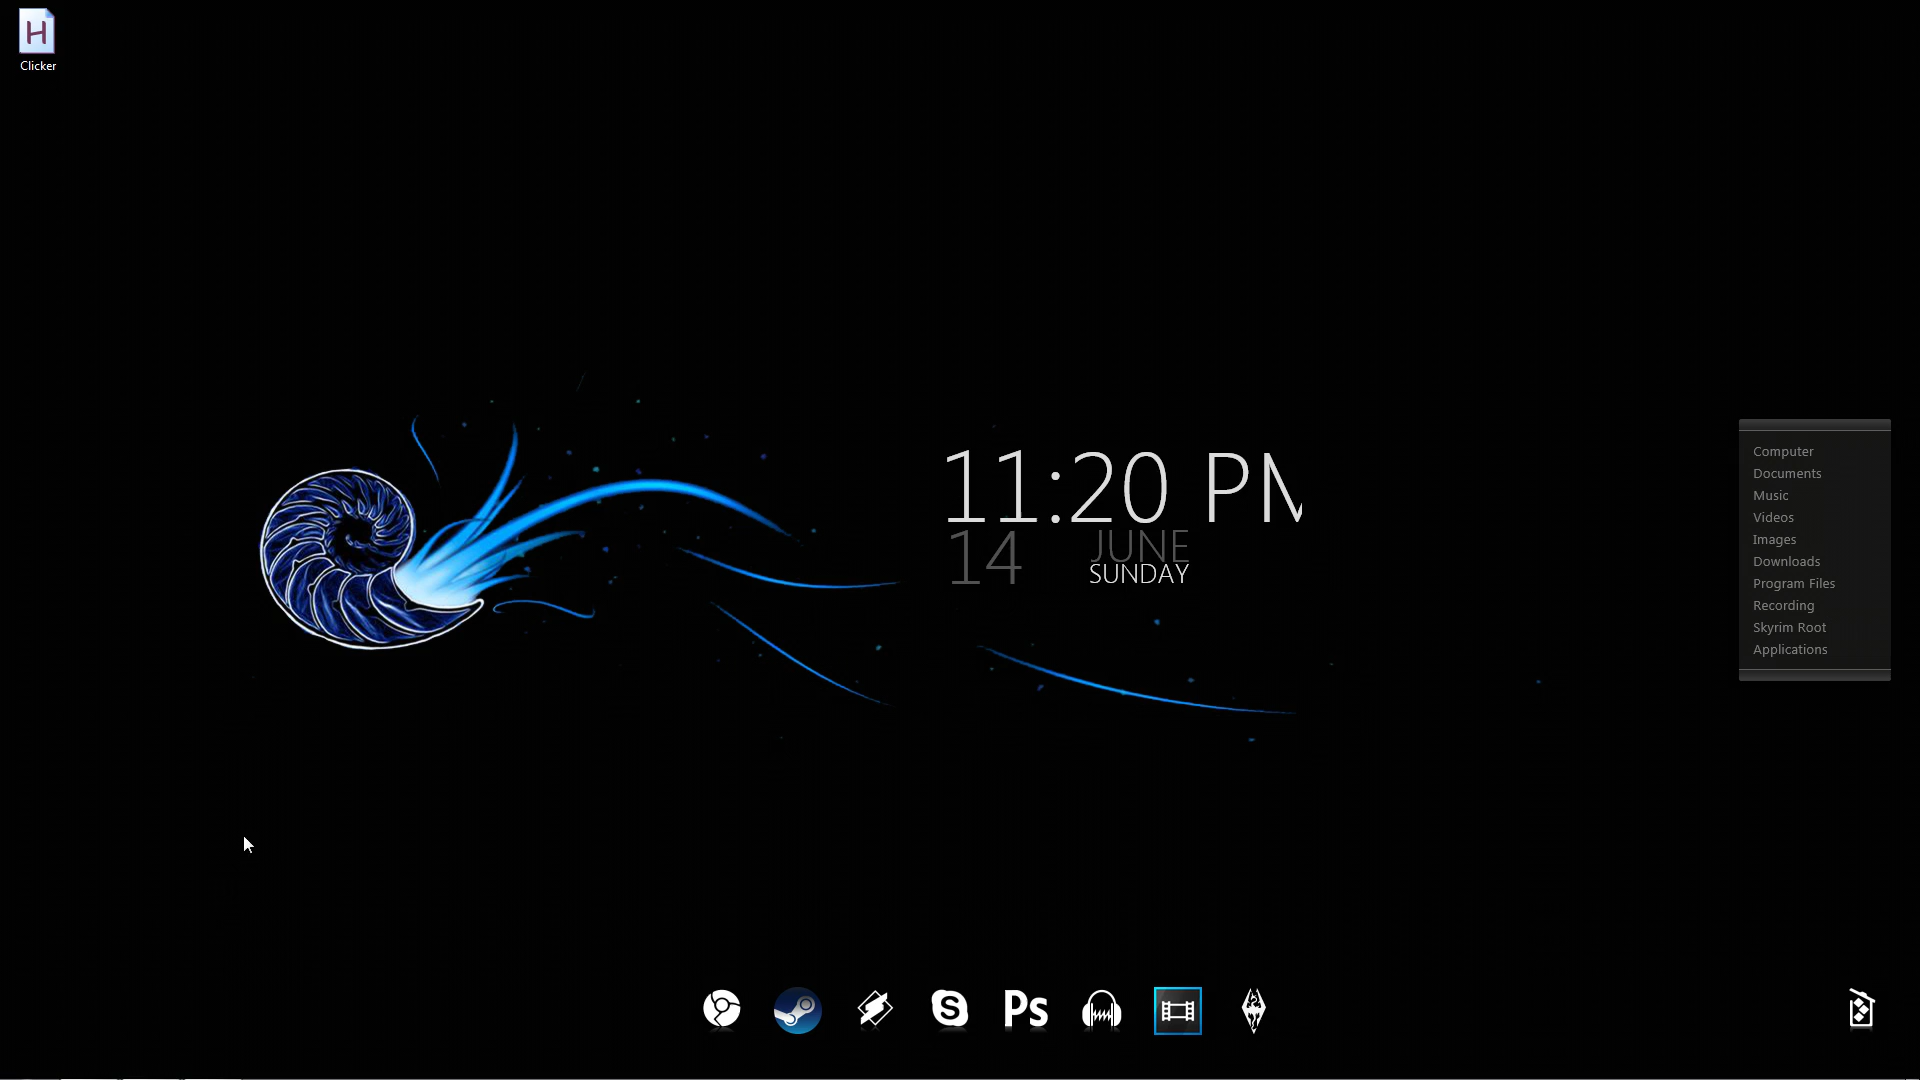 H
Clicker
11:20 PM
14
JUNE
SUNDAY
Computer
Documents
Music
Videos
Images
Downloads
Program Files
Recording
Skyrim Root
Applications
S
Ps